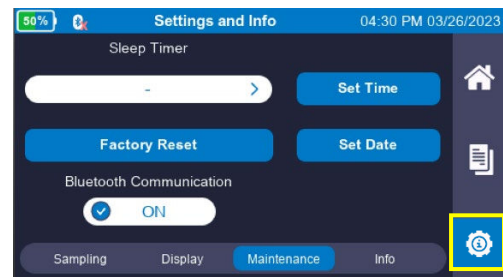 50% Settings and Info 04:30 PM 03/26/2023
Sleep Timer
- > Set Time
Factory Reset Set Date
Bluetooth Communication
ON
Sampling Display Maintenance Info